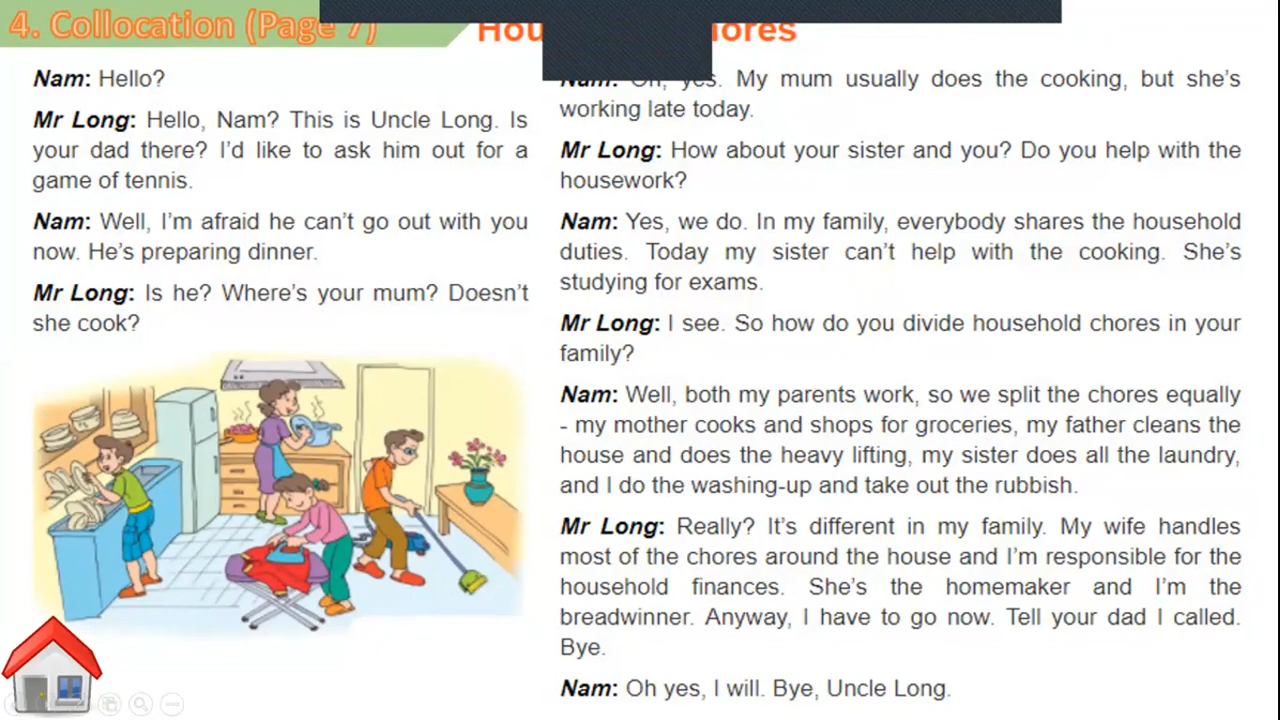 4. Collocation (Page 7)
Nam: Hello?
Mr Long: Hello, Nam? This is Uncle Long. Is
your dad there? I'd like to ask him out for a
game of tennis.
Nam: Well, I'm afraid he can't go out with you
now. He's preparing dinner.
Mr Long: Is he? Where's your mum? Doesn't
she cook?
Nam: Oh, yes. My mum usually does the cooking, but she's
working late today.
Mr Long: How about your sister and you? Do you help with the
housework?
Nam: Yes, we do. In my family, everybody shares the household
duties. Today my sister can't help with the cooking. She's
studying for exams.
Mr Long: I see. So how do you divide household chores in your
family?
Nam: Well, both my parents work, so we split the chores equally
- my mother cooks and shops for groceries, my father cleans the
house and does the heavy lifting, my sister does all the laundry,
and I do the washing-up and take out the rubbish.
Mr Long: Really? It's different in my family. My wife handles
most of the chores around the house and I'm responsible for the
household finances. She's the homemaker and I'm the
breadwinner. Anyway, I have to go now. Tell your dad I called.
Bye.
Nam: Oh yes, I will. Bye, Uncle Long.